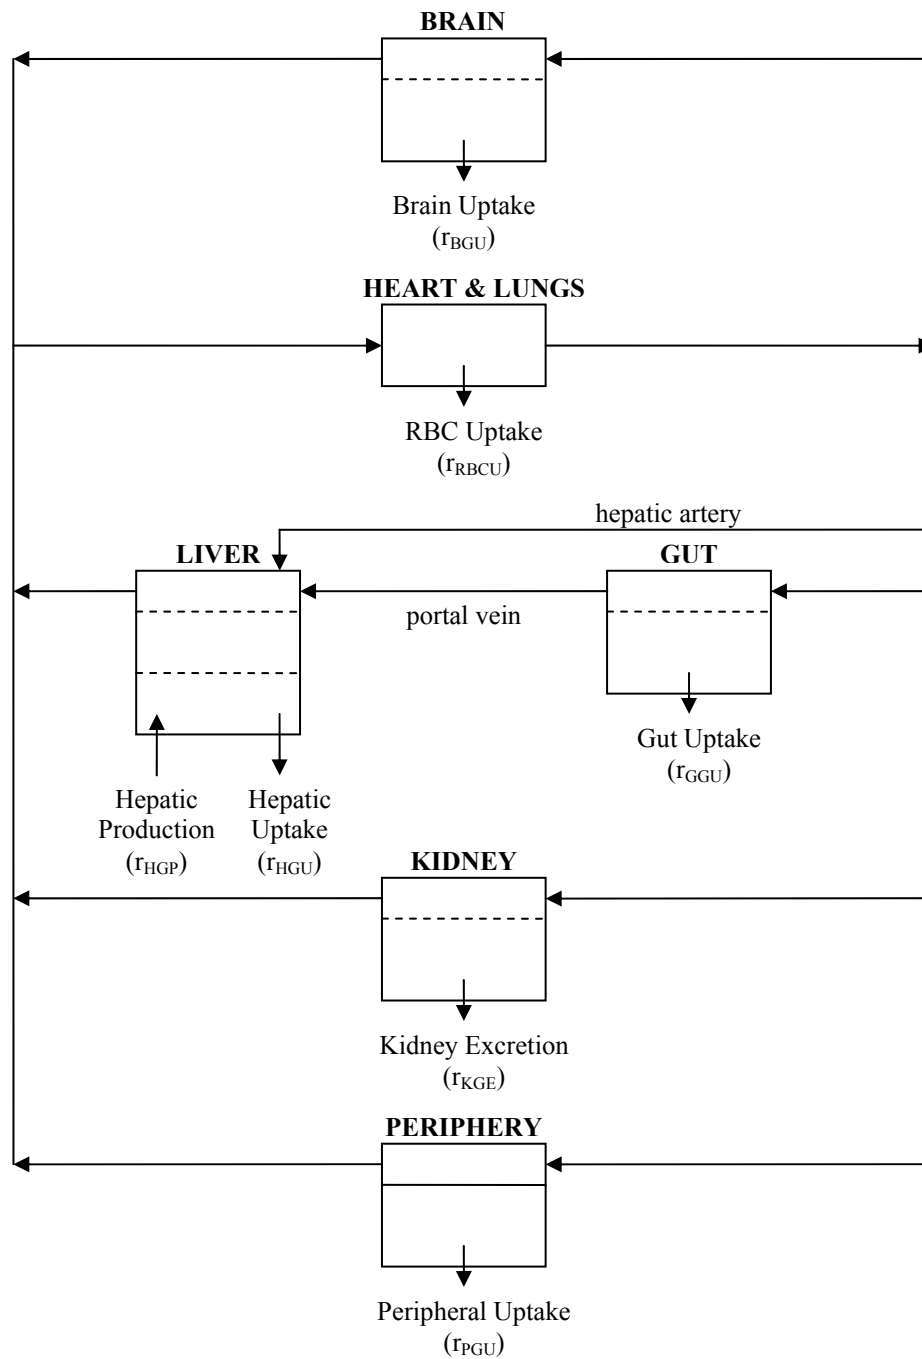 BRAIN
Brain Uptake
(rBGU)
HEART & LUNGS
RBC Uptake
(rRBCU)
hepatic artery
LIVER
GUT
portal vein
Gut Uptake
(rGGU)
Hepatic
Production
(rHGP)
Hepatic
Uptake
(rHGU)
KIDNEY
Kidney Excretion
(rKGE)
PERIPHERY
Peripheral Uptake
(rPGU)